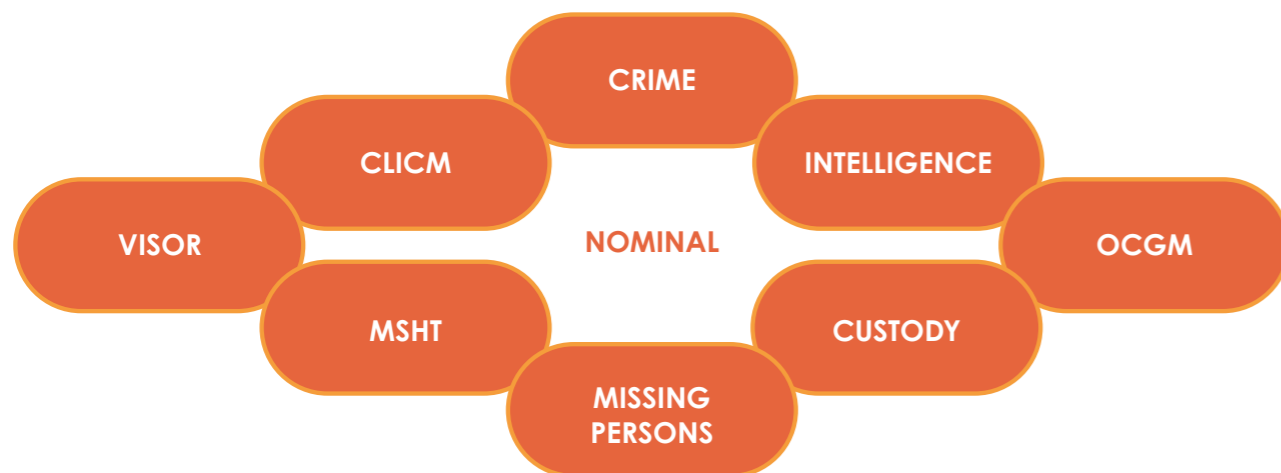 CRIME
CLICM
INTELLIGENCE
VISOR
NOMINAL
OCGM
MSHT
CUSTODY
MISSING
PERSONS